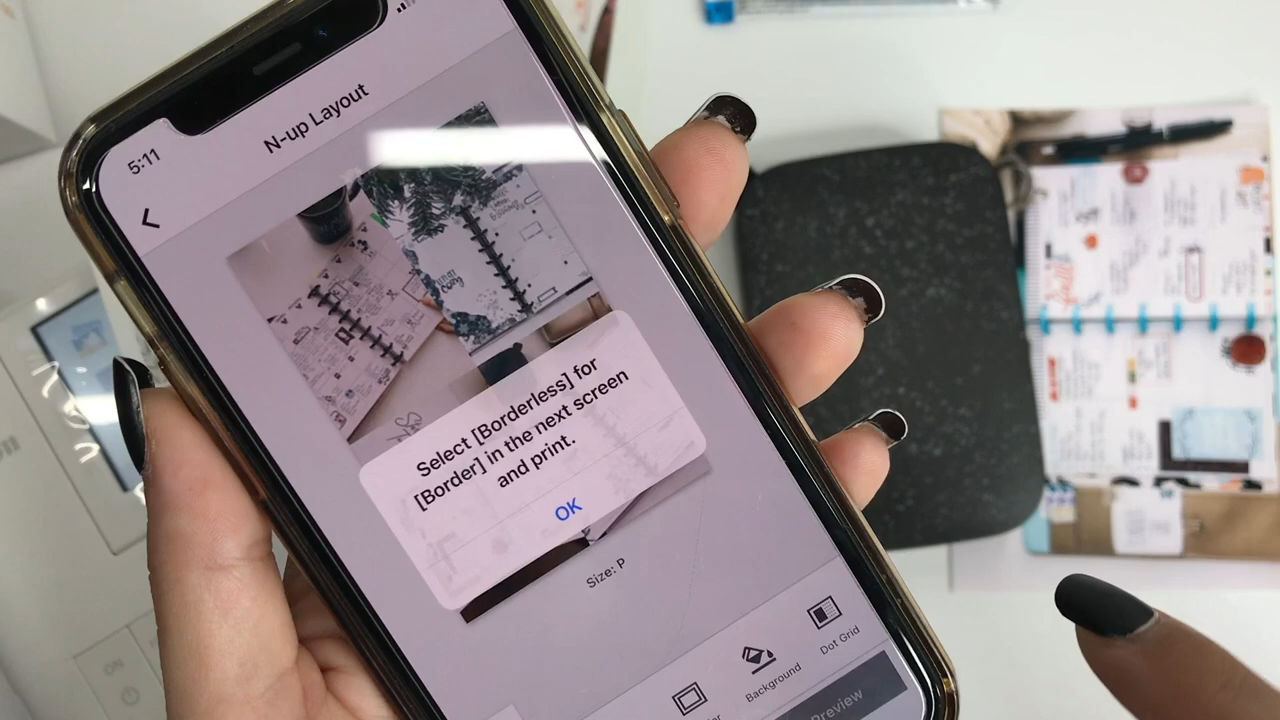 5:11
N-up Layout
Select [Borderless] for
[Border] in the next screen
and print.
OK
Size: P
Background
Dot Grid
Preview
ON